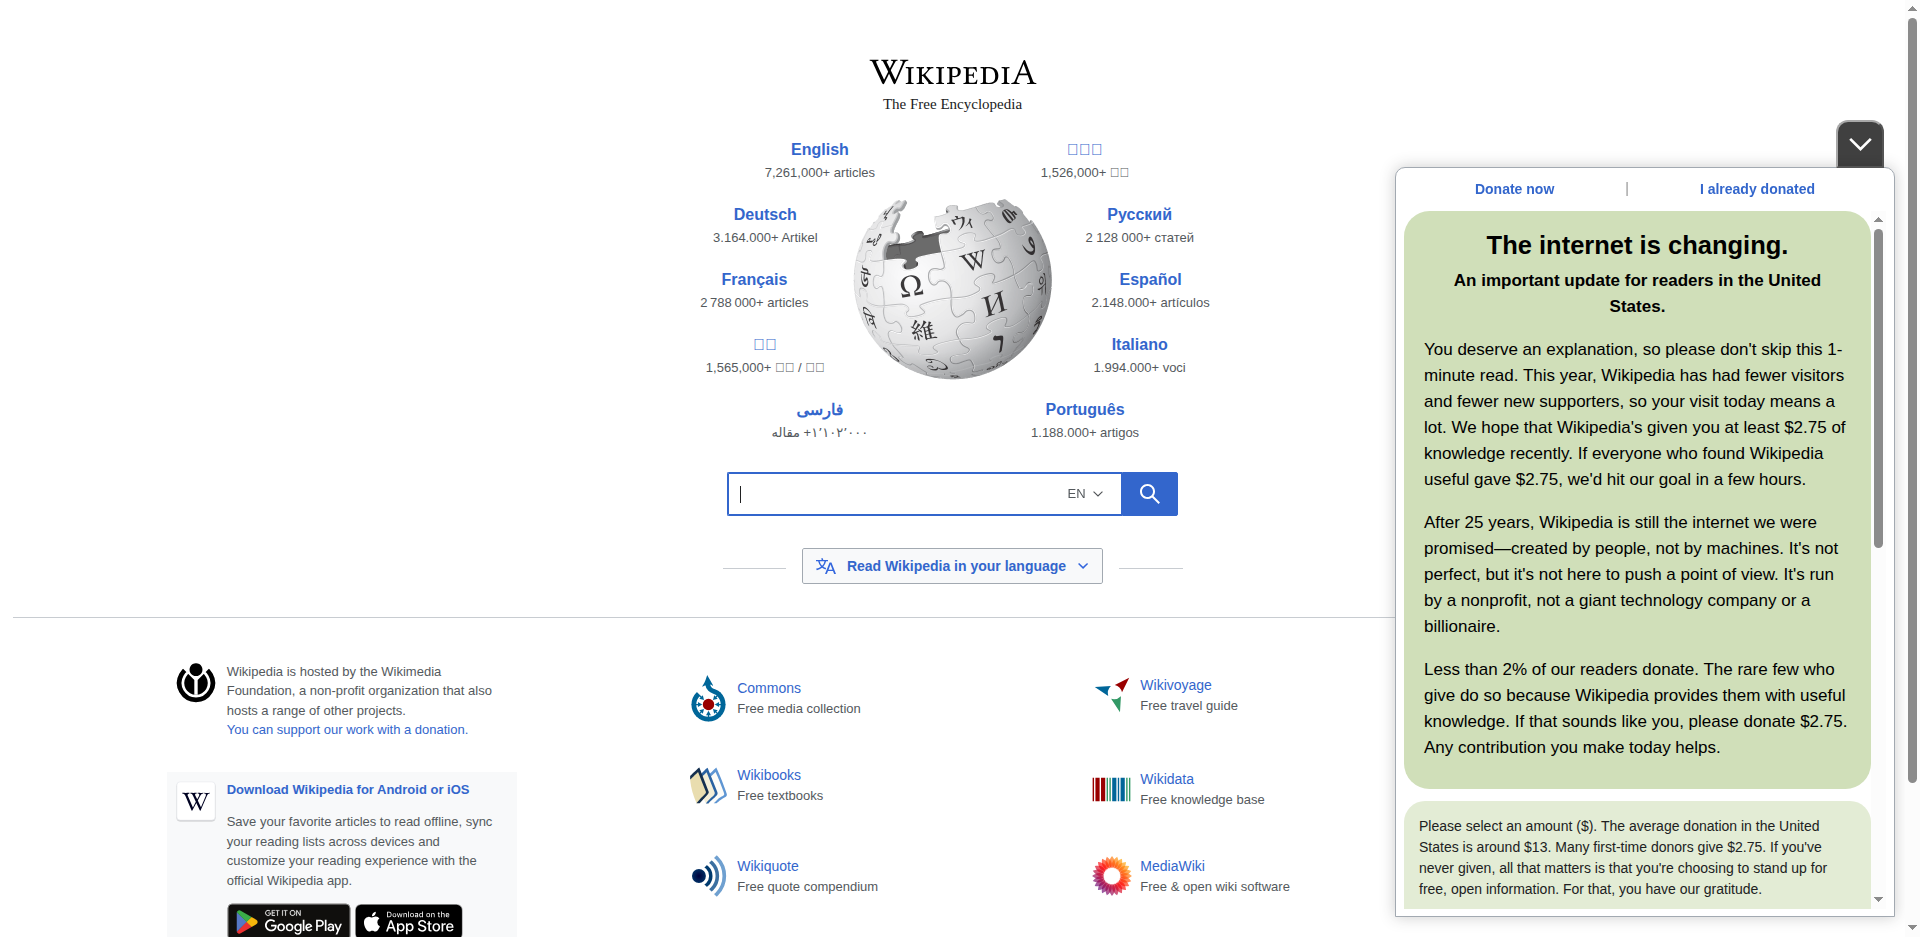 WIKIPEDIA
The Free Encyclopedia
English
7,261,000+ articles
1,526,000+
Deutsch
3.164.000+ Artikel
Русский
2 128 000+ статей
Français
2 788 000+ articles
Español
2.148.000+ artículos
1,565,000+ /
Italiano
1.994.000+ voci
فارسی
۱٬۱۰۲٬۰۰۰+ مقاله
Português
1.188.000+ artigos
Ω
W
И
維
EN
Read Wikipedia in your language
Wikipedia is hosted by the Wikimedia
Foundation, a non-profit organization that also
hosts a range of other projects.
You can support our work with a donation.
W
Download Wikipedia for Android or iOS
Save your favorite articles to read offline, sync
your reading lists across devices and
customize your reading experience with the
official Wikipedia app.
GET IT ON
Google Play
Download on the
App Store
Commons
Free media collection
Wikivoyage
Free travel guide
Wikibooks
Free textbooks
Wikidata
Free knowledge base
Wikiquote
Free quote compendium
MediaWiki
Free & open wiki software
Donate now | I already donated
The internet is changing.
An important update for readers in the United
States.
You deserve an explanation, so please don't skip this 1-
minute read. This year, Wikipedia has had fewer visitors
and fewer new supporters, so your visit today means a
lot. We hope that Wikipedia's given you at least $2.75 of
knowledge recently. If everyone who found Wikipedia
useful gave $2.75, we'd hit our goal in a few hours.
After 25 years, Wikipedia is still the internet we were
promised—created by people, not by machines. It's not
perfect, but it's not here to push a point of view. It's run
by a nonprofit, not a giant technology company or a
billionaire.
Less than 2% of our readers donate. The rare few who
give do so because Wikipedia provides them with useful
knowledge. If that sounds like you, please donate $2.75.
Any contribution you make today helps.
Please select an amount ($). The average donation in the United
States is around $13. Many first-time donors give $2.75. If you've
never given, all that matters is that you're choosing to stand up for
free, open information. For that, you have our gratitude.